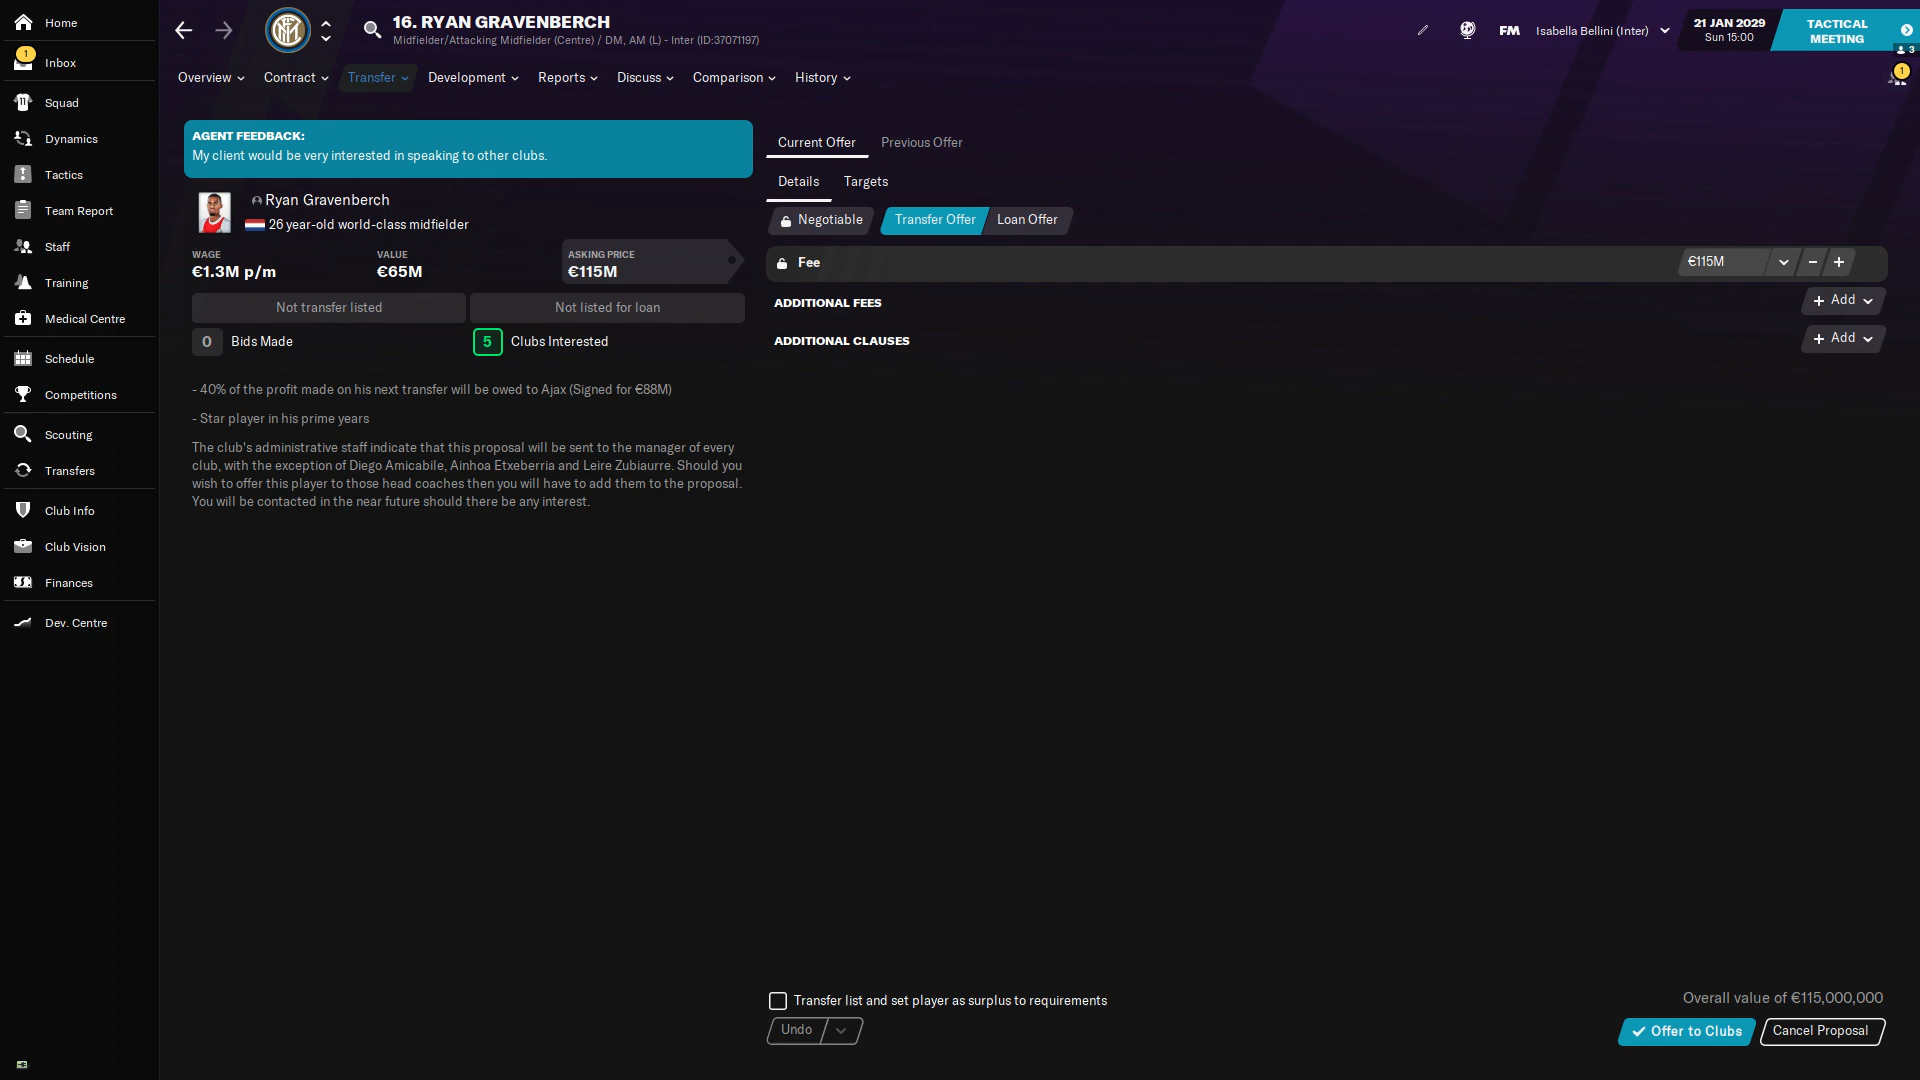 Home
1
Inbox
Squad
Dynamics
Tactics
Team Report
Staff
Training
Medical Centre
Schedule
Competitions
Scouting
Transfers
Club Info
Club Vision
Finances
Dev. Centre
16. RYAN GRAVENBERCH
Midfielder/Attacking Midfielder (Centre) / DM, AM (L) - Inter (ID:37071197)
FM
Isabella Bellini (Inter)
21 JAN 2029
Sun 15:00
TACTICAL
MEETING
3
1
Overview
Contract
Transfer
Development
Reports
Discuss
Comparison
History
AGENT FEEDBACK:
My client would be very interested in speaking to other clubs.
Ryan Gravenberch
26 year-old world-class midfielder
WAGE
€1.3M p/m
VALUE
€65M
ASKING PRICE
€115M
Not transfer listed
Not listed for loan
0 Bids Made
5 Clubs Interested
- 40% of the profit made on his next transfer will be owed to Ajax (Signed for €88M)
- Star player in his prime years
The club's administrative staff indicate that this proposal will be sent to the manager of every
club, with the exception of Diego Amicabile, Ainhoa Etxeberria and Leire Zubiaurre. Should you
wish to offer this player to those head coaches then you will have to add them to the proposal.
You will be contacted in the near future should there be any interest.
Current Offer
Previous Offer
Details
Targets
Negotiable
Transfer Offer
Loan Offer
Fee
€115M
ADDITIONAL FEES
Add
ADDITIONAL CLAUSES
Add
Transfer list and set player as surplus to requirements
Undo
Overall value of €115,000,000
Offer to Clubs
Cancel Proposal